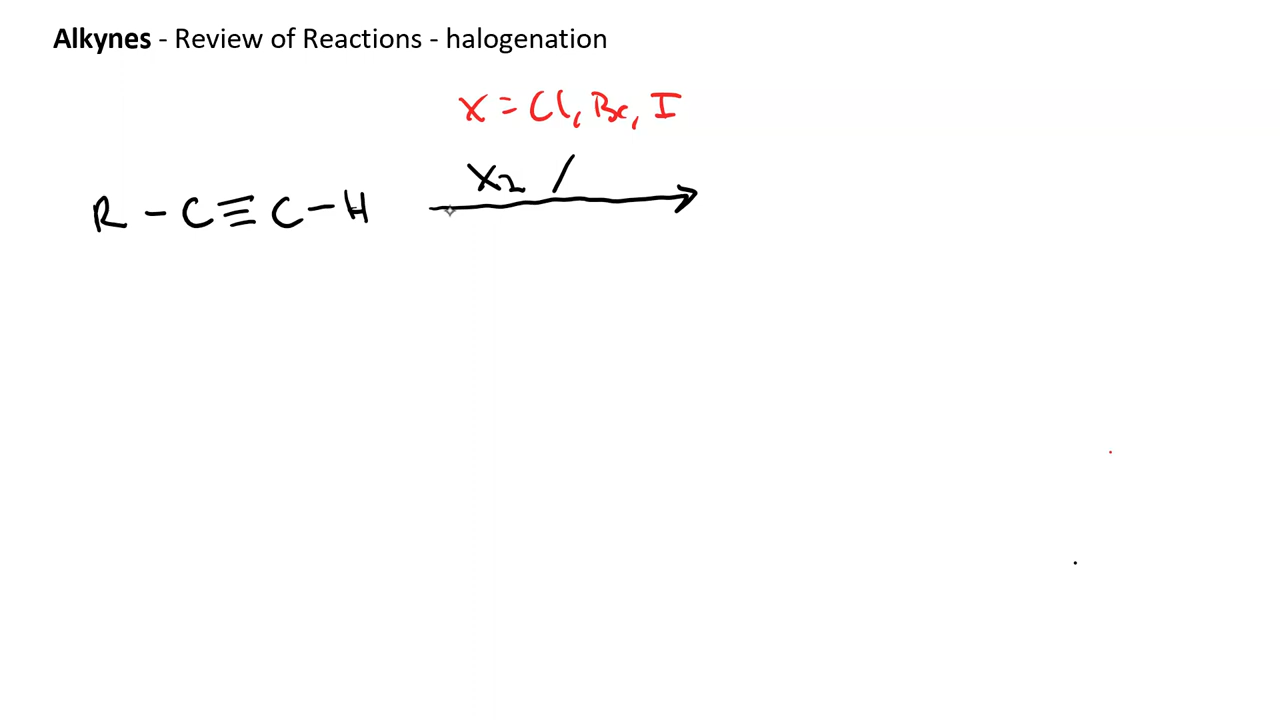 Alkynes - Review of Reactions - halogenation
X = Cl, Br, I
X2 /
R - C ≡ C - H